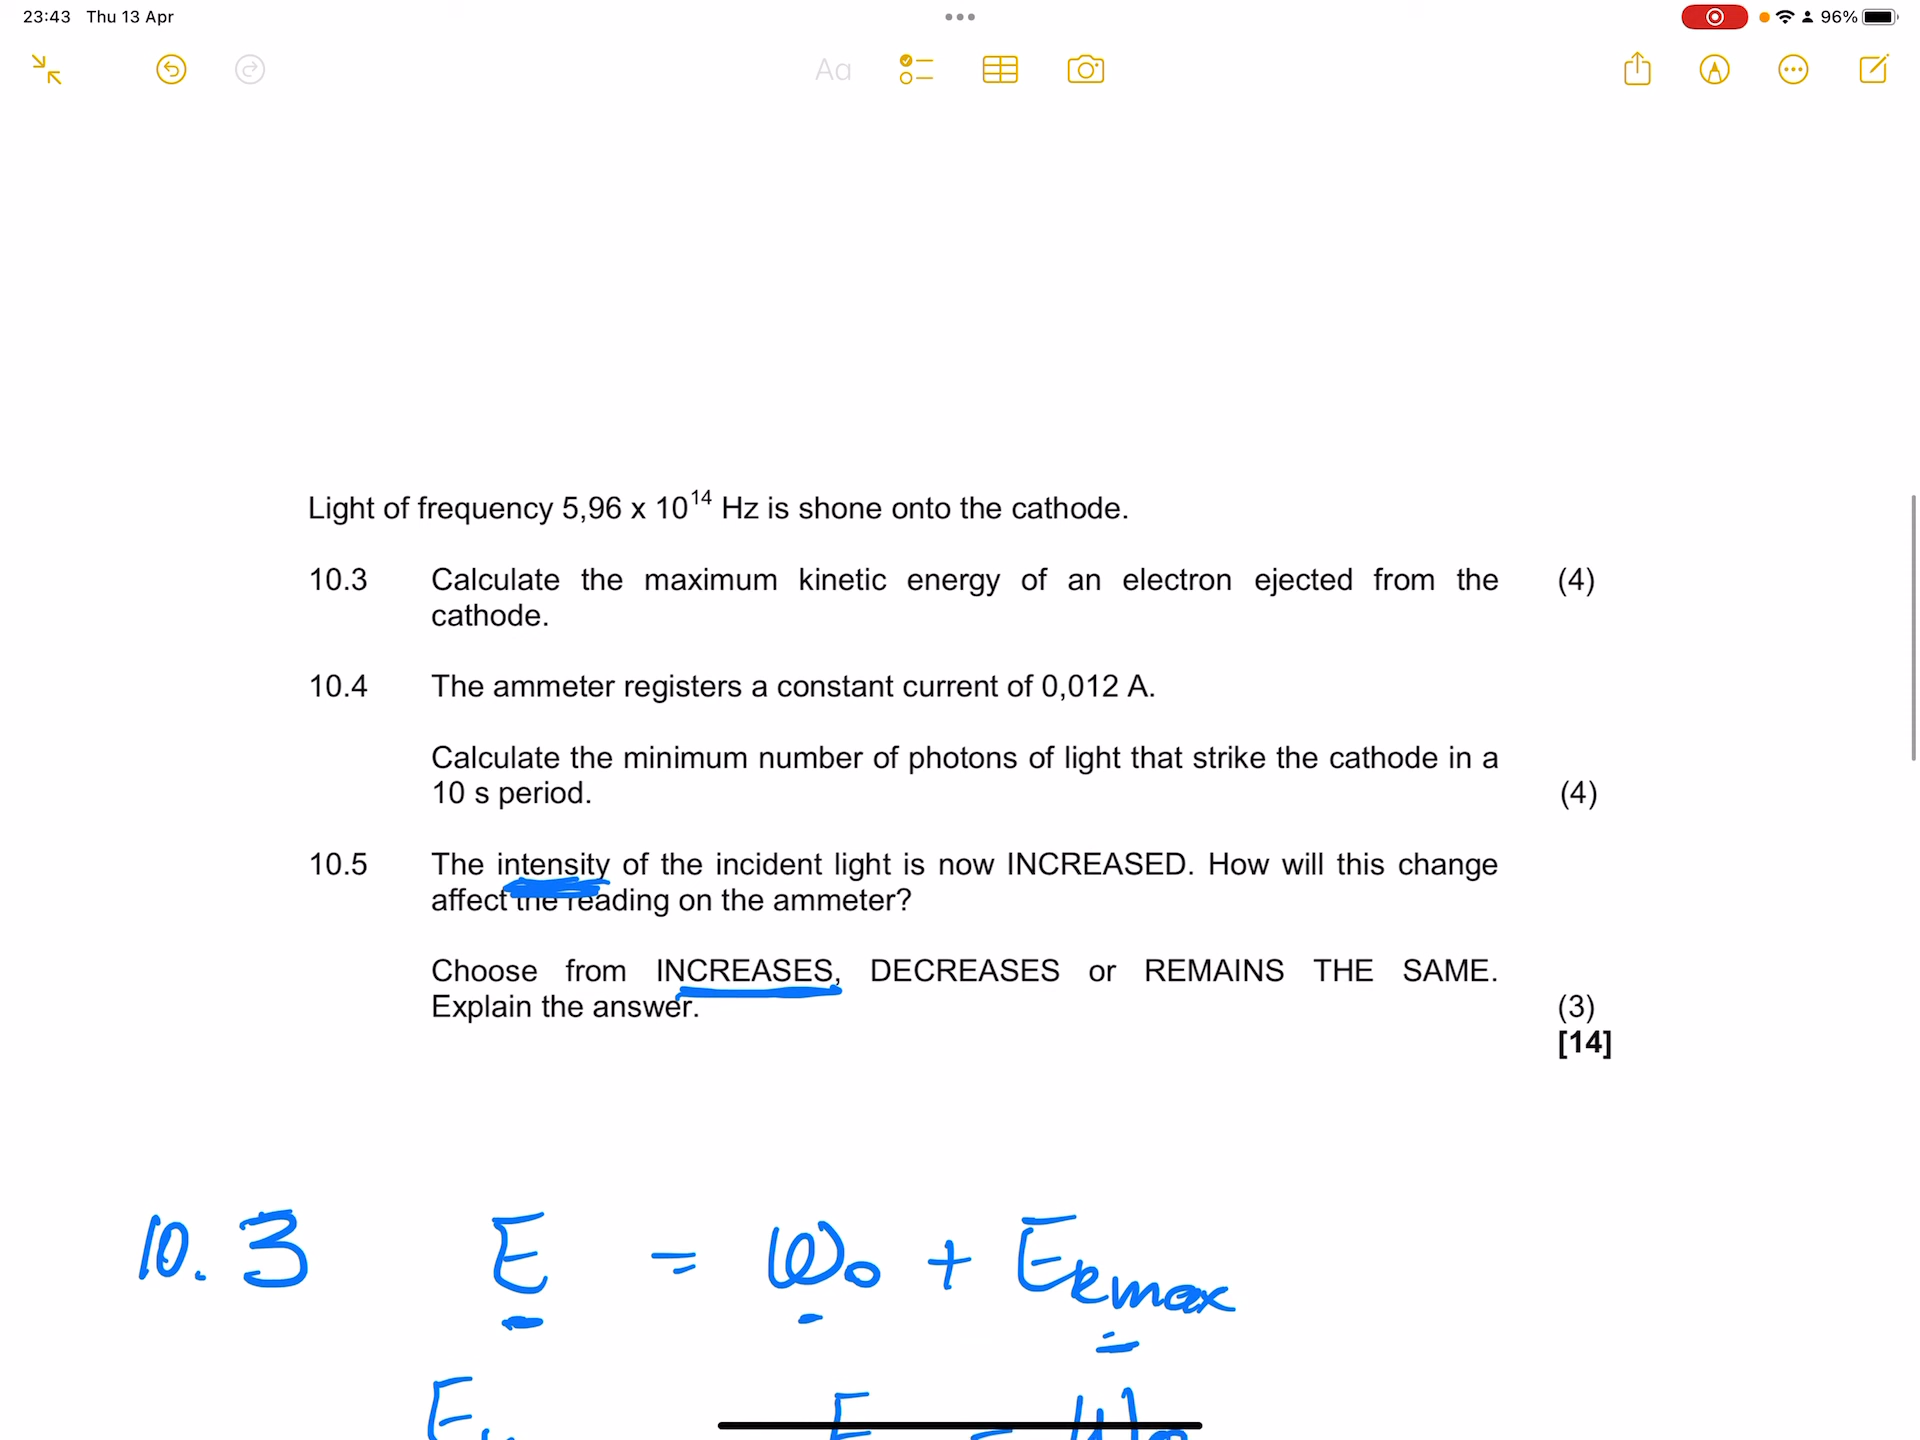 23:43 Thu 13 Apr
96%
Aa
Light of frequency 5,96 x 10¹⁴ Hz is shone onto the cathode.
10.3 Calculate the maximum kinetic energy of an electron ejected from the (4)
cathode.
10.4 The ammeter registers a constant current of 0,012 A.
Calculate the minimum number of photons of light that strike the cathode in a
10 s period. (4)
10.5 The intensity of the incident light is now INCREASED. How will this change
affect the reading on the ammeter?
Choose from INCREASES, DECREASES or REMAINS THE SAME.
Explain the answer. (3)
[14]
10.3 E = W₀ + Eₖmax